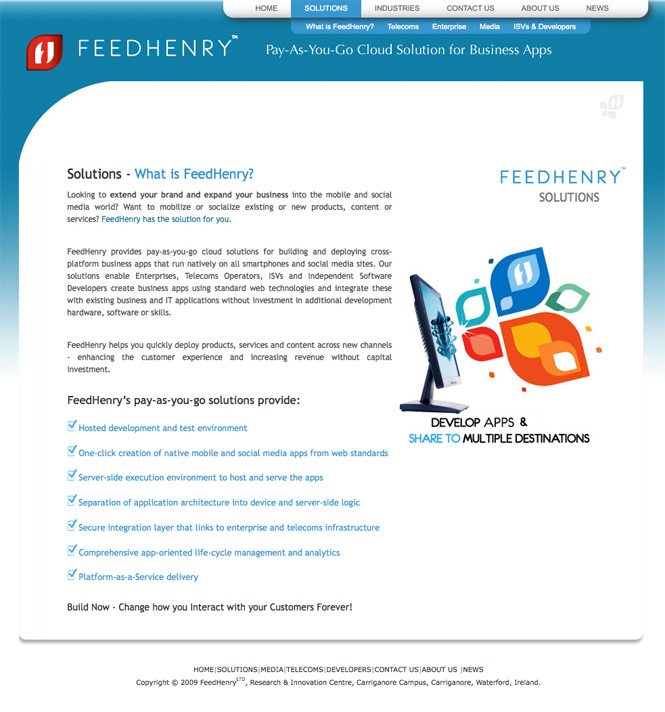 HOME SOLUTIONS INDUSTRIES CONTACT US ABOUT US NEWS
What is FeedHenry? Telecoms Enterprise Media ISVs & Developers
FEEDHENRY™ Pay-As-You-Go Cloud Solution for Business Apps
Solutions - What is FeedHenry?
Looking to extend your brand and expand your business into the mobile and social
media world? Want to mobilize or socialize existing or new products, content or
services? FeedHenry has the solution for you.
FeedHenry provides pay-as-you-go cloud solutions for building and deploying cross-
platform business apps that run natively on all smartphones and social media sites. Our
solutions enable Enterprises, Telecoms Operators, ISVs and Independent Software
Developers create business apps using standard web technologies and integrate these
with existing business and IT applications without investment in additional development
hardware, software or skills.
FeedHenry helps you quickly deploy products, services and content across new channels
- enhancing the customer experience and increasing revenue without capital
investment.
FeedHenry's pay-as-you-go solutions provide:
Hosted development and test environment
One-click creation of native mobile and social media apps from web standards
Server-side execution environment to host and serve the apps
Separation of application architecture into device and server-side logic
Secure integration layer that links to enterprise and telecoms infrastructure
Comprehensive app-oriented life-cycle management and analytics
Platform-as-a-Service delivery
Build Now - Change how you Interact with your Customers Forever!
FEEDHENRY™
SOLUTIONS
DEVELOP APPS &
SHARE TO MULTIPLE DESTINATIONS
HOME|SOLUTIONS|MEDIA|TELECOMS|DEVELOPERS|CONTACT US|ABOUT US |NEWS
Copyright © 2009 FeedHenryLTD, Research & Innovation Centre, Carriganore Campus, Carriganore, Waterford, Ireland.